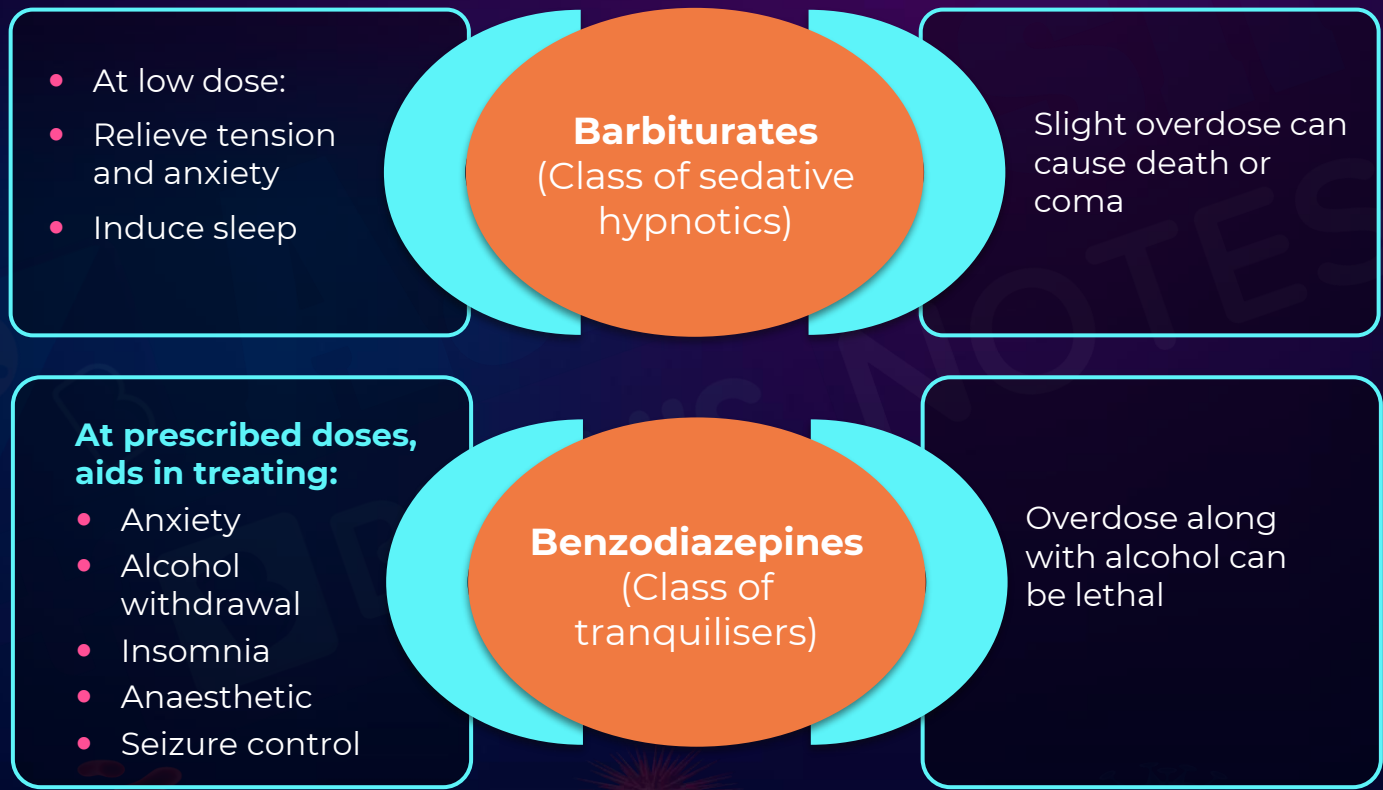 At low dose:
Relieve tension
and anxiety
Induce sleep
Barbiturates
(Class of sedative
hypnotics)
Slight overdose can
cause death or
coma
At prescribed doses,
aids in treating:
Anxiety
Alcohol
withdrawal
Insomnia
Anaesthetic
Seizure control
Benzodiazepines
(Class of
tranquilisers)
Overdose along
with alcohol can
be lethal
NOTES